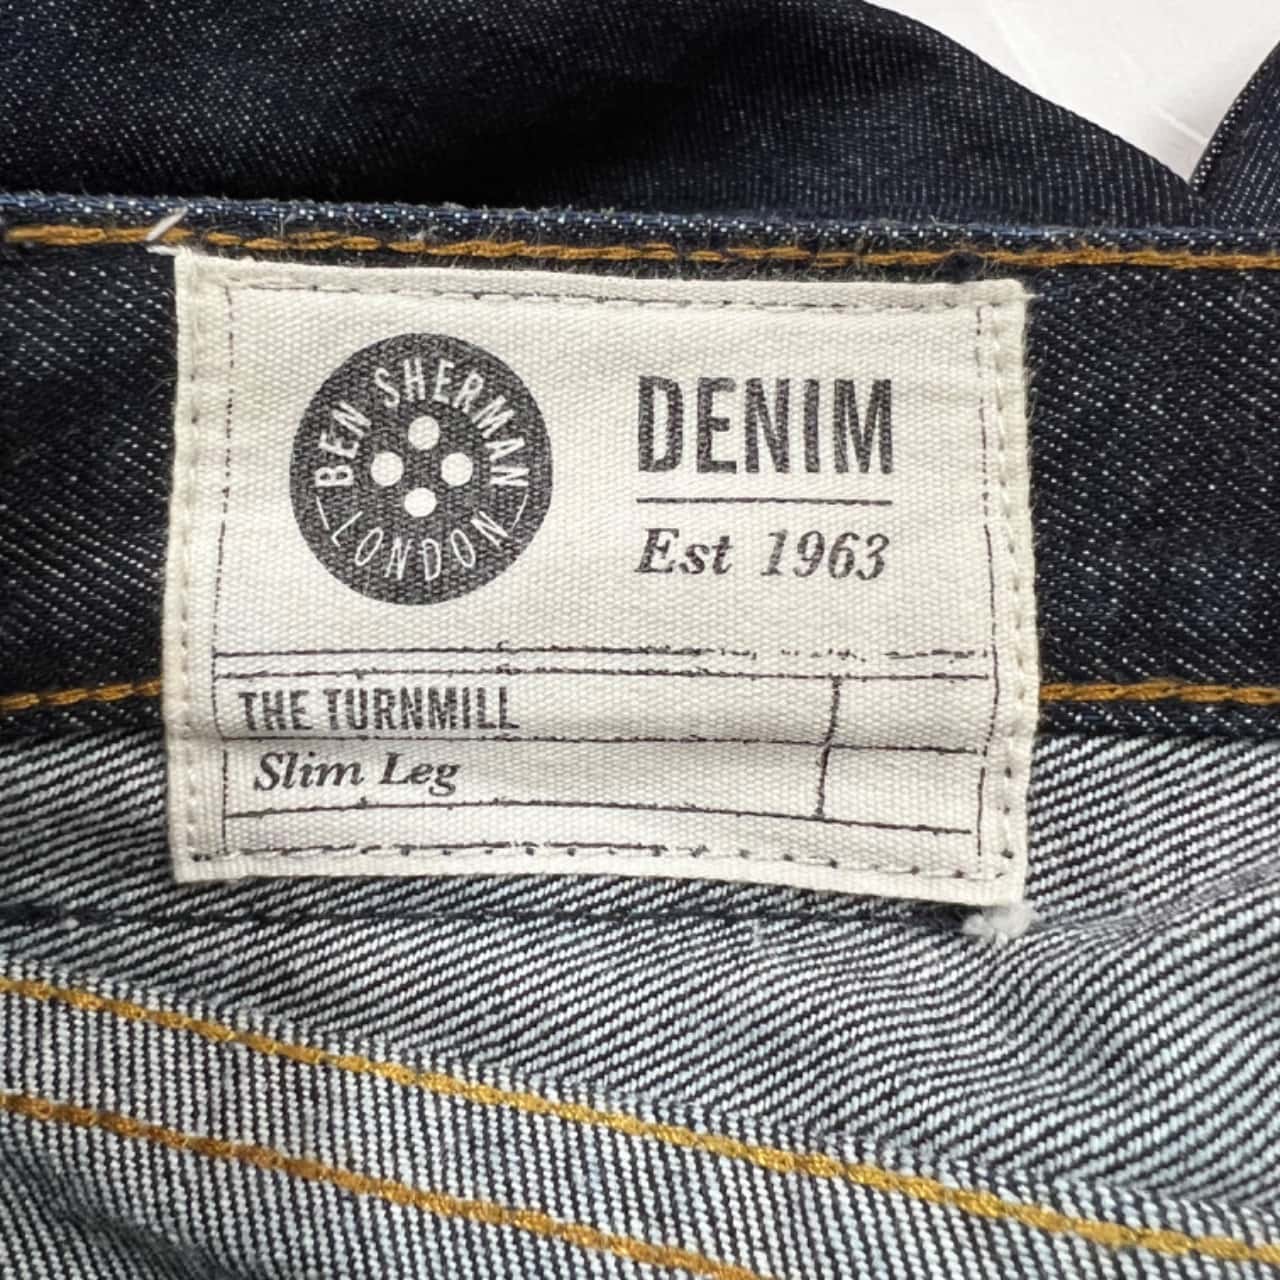 BEN SHERMAN
LONDON
DENIM
Est 1963
THE TURNMILL
Slim Leg